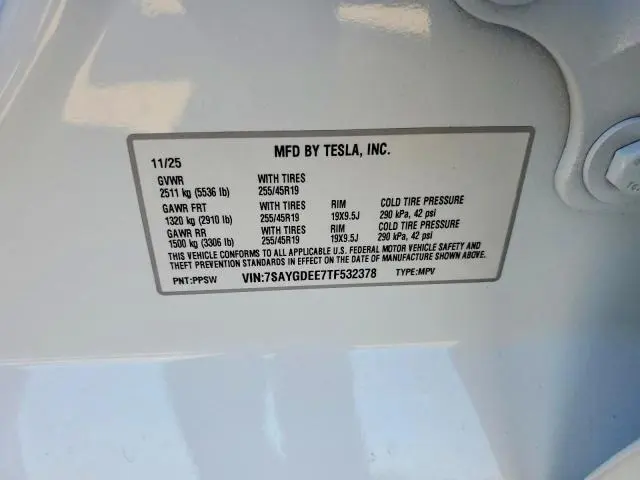 MFD BY TESLA, INC.
11/25
GVWR WITH TIRES
2511 kg (5536 lb) 255/45R19
GAWR FRT WITH TIRES RIM COLD TIRE PRESSURE
1320 kg (2910 lb) 255/45R19 19X9.5J 290 kPa, 42 psi
GAWR RR WITH TIRES RIM COLD TIRE PRESSURE
1500 kg (3306 lb) 255/45R19 19X9.5J 290 kPa, 42 psi
THIS VEHICLE CONFORMS TO ALL APPLICABLE U.S. FEDERAL MOTOR VEHICLE SAFETY AND
THEFT PREVENTION STANDARDS IN EFFECT ON THE DATE OF MANUFACTURE SHOWN ABOVE.
PNT:PPSW VIN:7SAYGDEE7TF532378 TYPE:MPV